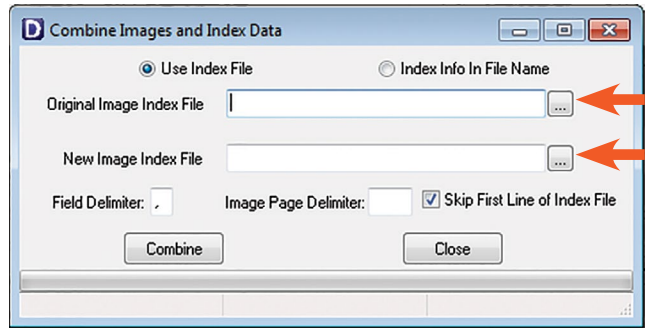 D Combine Images and Index Data
Use Index File Index Info In File Name
Original Image Index File ...
New Image Index File ...
Field Delimiter: , Image Page Delimiter: Skip First Line of Index File
Combine Close